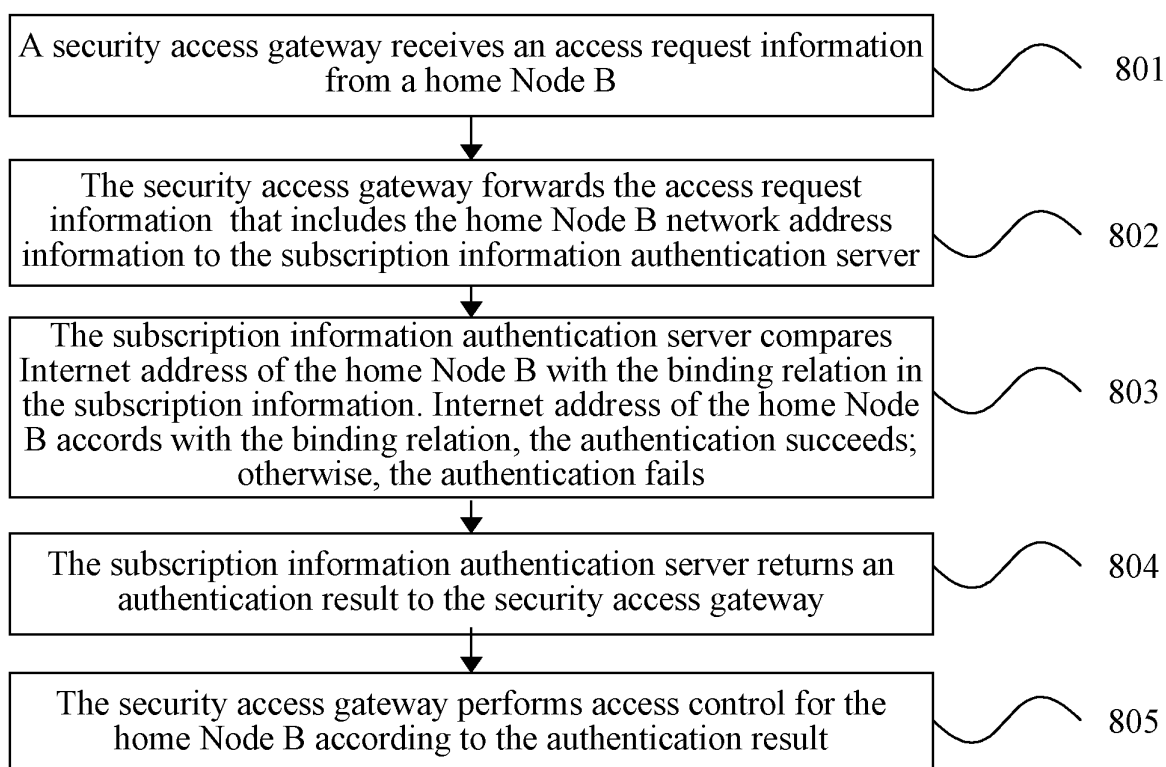 A security access gateway receives an access request information
from a home Node B
801
The security access gateway forwards the access request
information that includes the home Node B network address
information to the subscription information authentication server
802
The subscription information authentication server compares
Internet address of the home Node B with the binding relation in
the subscription information. Internet address of the home Node
B accords with the binding relation, the authentication succeeds;
otherwise, the authentication fails
803
The subscription information authentication server returns an
authentication result to the security access gateway
804
The security access gateway performs access control for the
home Node B according to the authentication result
805